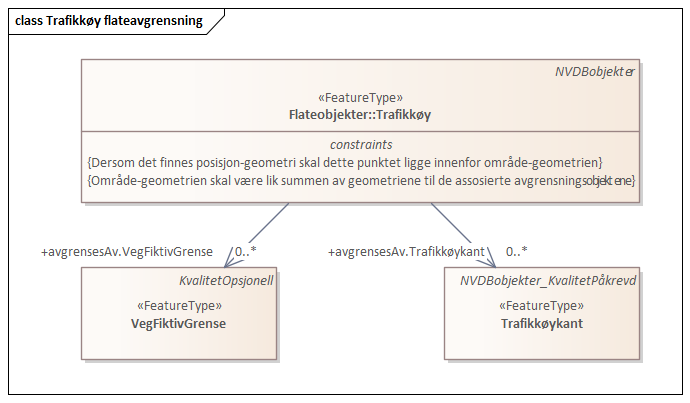 class Trafikkøy flateavgrensning
NVDBobjekter
«FeatureType»
Flateobjekter::Trafikkøy
constraints
{Dersom det finnes posisjon-geometri skal dette punktet ligge innenfor område-geometrien}
{Område-geometrien skal være lik summen av geometriene til de assosierte avgrensningsobjektene}
+avgrensesAv.VegFiktivGrense 0..*
+avgrensesAv.Trafikkøykant 0..*
KvalitetOpsjonell
«FeatureType»
VegFiktivGrense
NVDBobjekter_KvalitetPåkrevd
«FeatureType»
Trafikkøykant